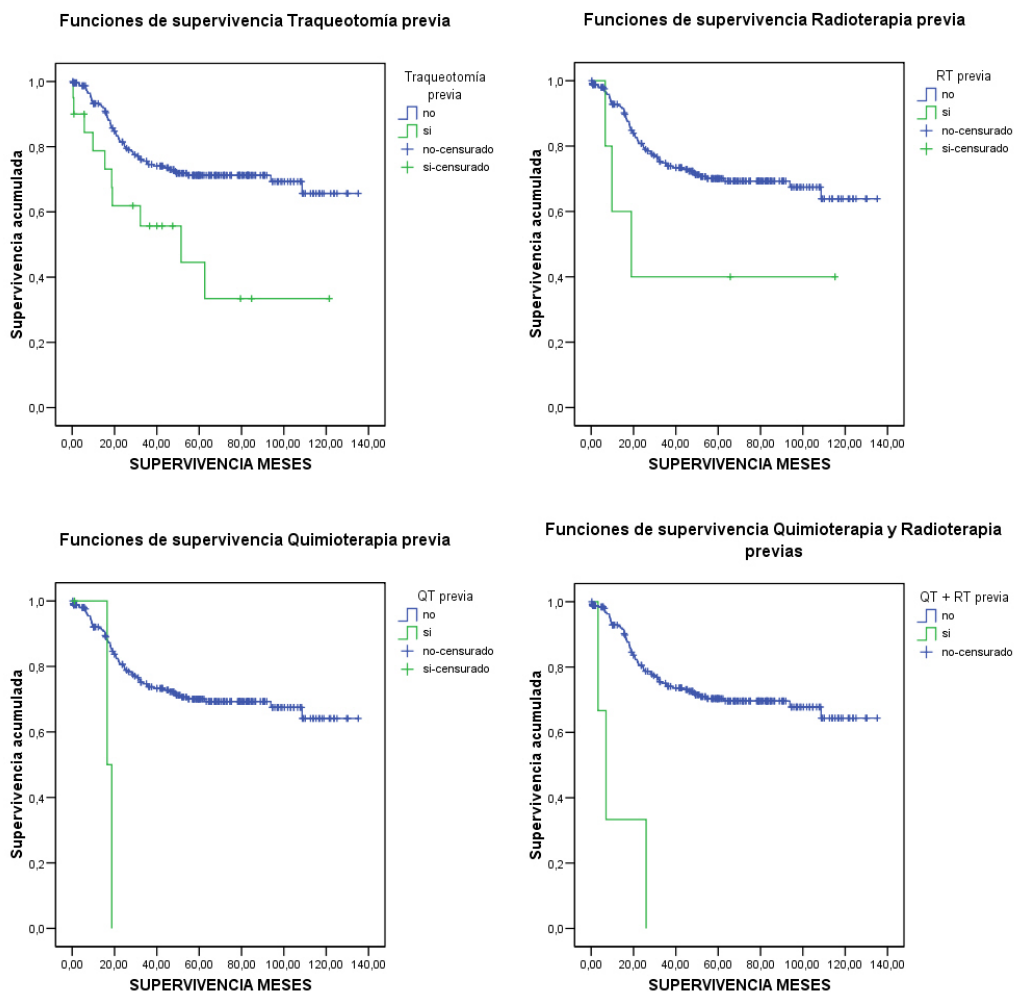 Funciones de supervivencia Traqueotomía previa
Supervivencia acumulada
1,0
0,8
0,6
0,4
0,2
0,0
0,00 20,00 40,00 60,00 80,00 100,00 120,00 140,00
SUPERVIVENCIA MESES
Traqueotomía
previa
no
si
no-censurado
si-censurado
Funciones de supervivencia Radioterapia previa
Supervivencia acumulada
1,0
0,8
0,6
0,4
0,2
0,0
0,00 20,00 40,00 60,00 80,00 100,00 120,00 140,00
SUPERVIVENCIA MESES
RT previa
no
si
no-censurado
si-censurado
Funciones de supervivencia Quimioterapia previa
Supervivencia acumulada
1,0
0,8
0,6
0,4
0,2
0,0
0,00 20,00 40,00 60,00 80,00 100,00 120,00 140,00
SUPERVIVENCIA MESES
QT previa
no
si
no-censurado
si-censurado
Funciones de supervivencia Quimioterapia y Radioterapia
previas
Supervivencia acumulada
1,0
0,8
0,6
0,4
0,2
0,0
0,00 20,00 40,00 60,00 80,00 100,00 120,00 140,00
SUPERVIVENCIA MESES
QT + RT previa
no
si
no-censurado